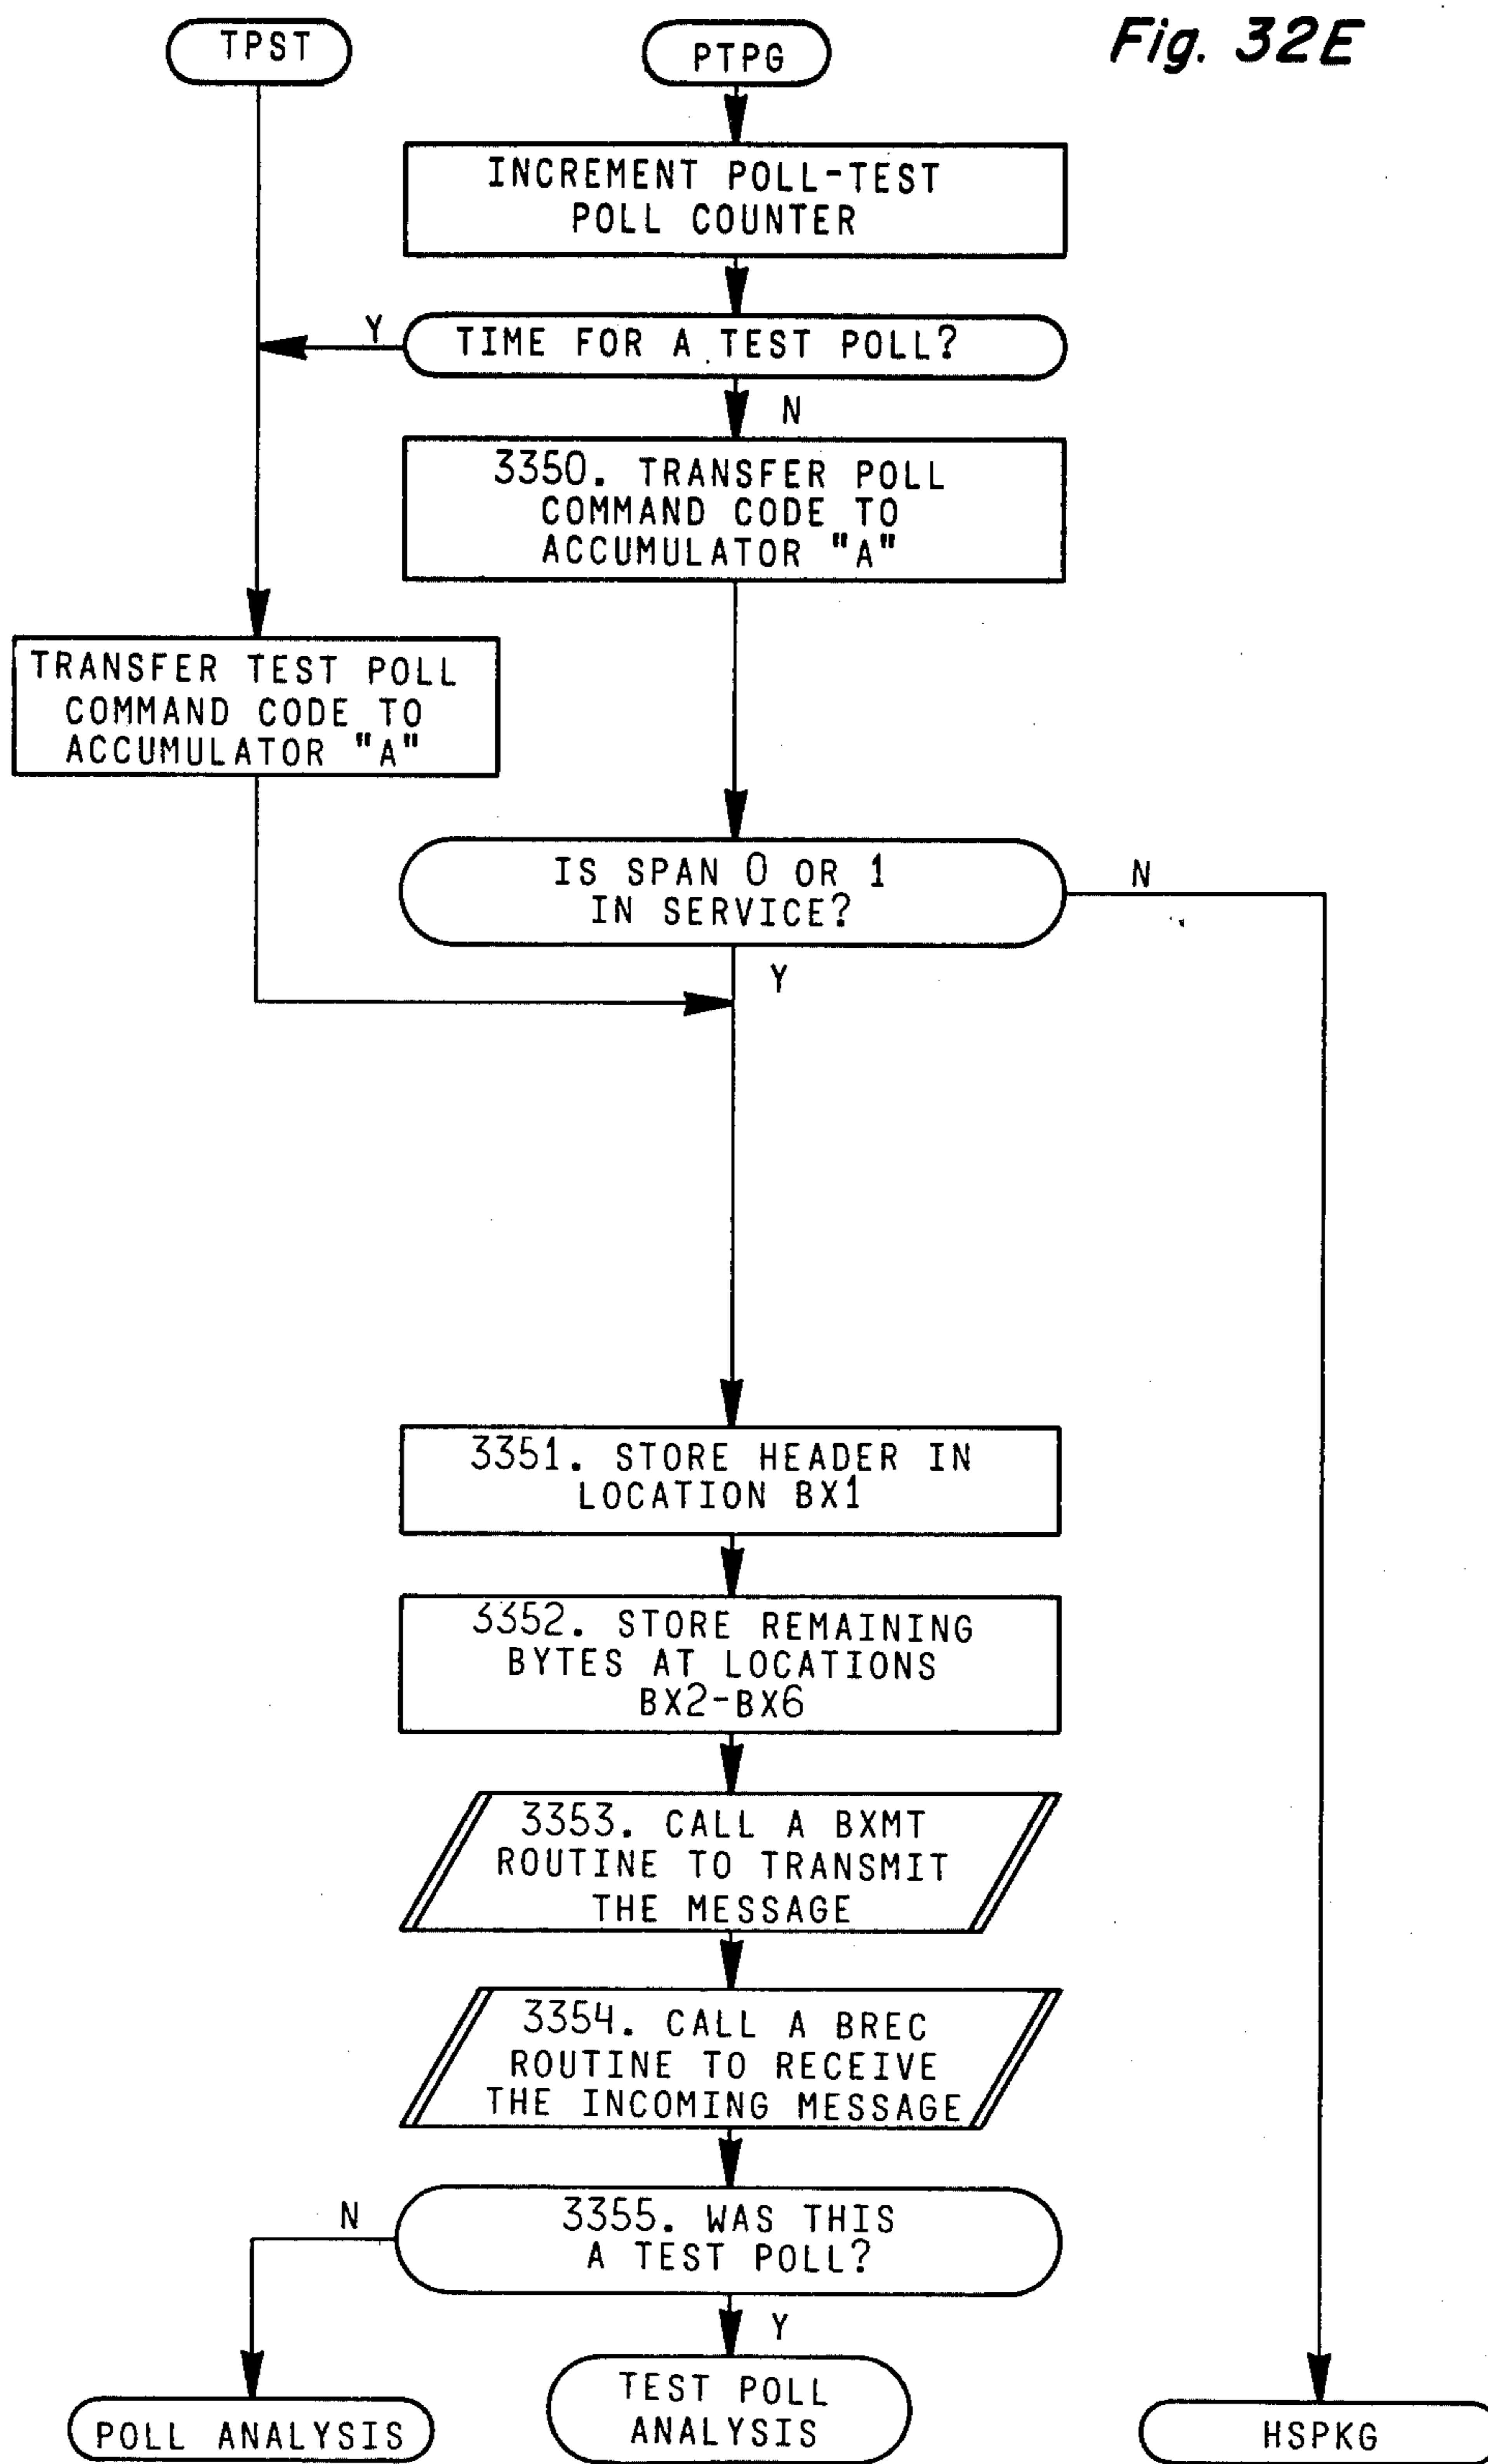 Fig. 32E
TPST
PTPG
INCREMENT POLL-TEST
POLL COUNTER
Y
TIME FOR A TEST POLL?
N
3350. TRANSFER POLL
COMMAND CODE TO
ACCUMULATOR "A"
TRANSFER TEST POLL
COMMAND CODE TO
ACCUMULATOR "A"
IS SPAN 0 OR 1
IN SERVICE?
N
Y
3351. STORE HEADER IN
LOCATION BX1
3352. STORE REMAINING
BYTES AT LOCATIONS
BX2-BX6
3353. CALL A BXMT
ROUTINE TO TRANSMIT
THE MESSAGE
3354. CALL A BREC
ROUTINE TO RECEIVE
THE INCOMING MESSAGE
3355. WAS THIS
A TEST POLL?
N
Y
POLL ANALYSIS
TEST POLL
ANALYSIS
HSPKG